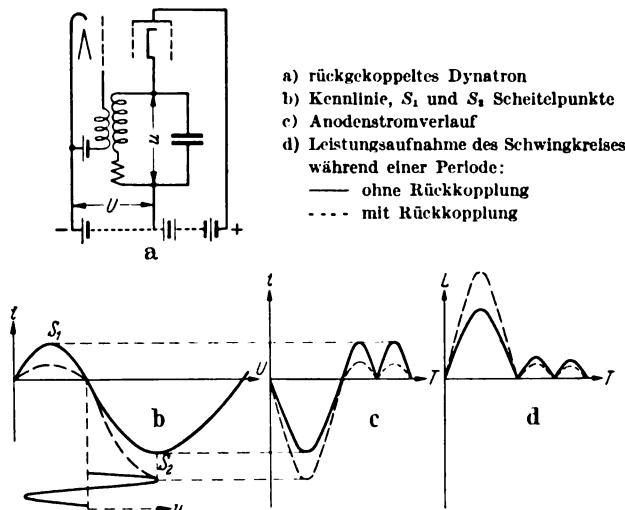 u
U
- +
a
a) rückgekoppeltes Dynatron
b) Kennlinie, S₁ und S₂ Scheitelpunkte
c) Anodenstromverlauf
d) Leistungsaufnahme des Schwingkreises
während einer Periode:
—— ohne Rückkopplung
---- mit Rückkopplung
i
S₁
U
b
S₂
u
i
T
c
L
T
d